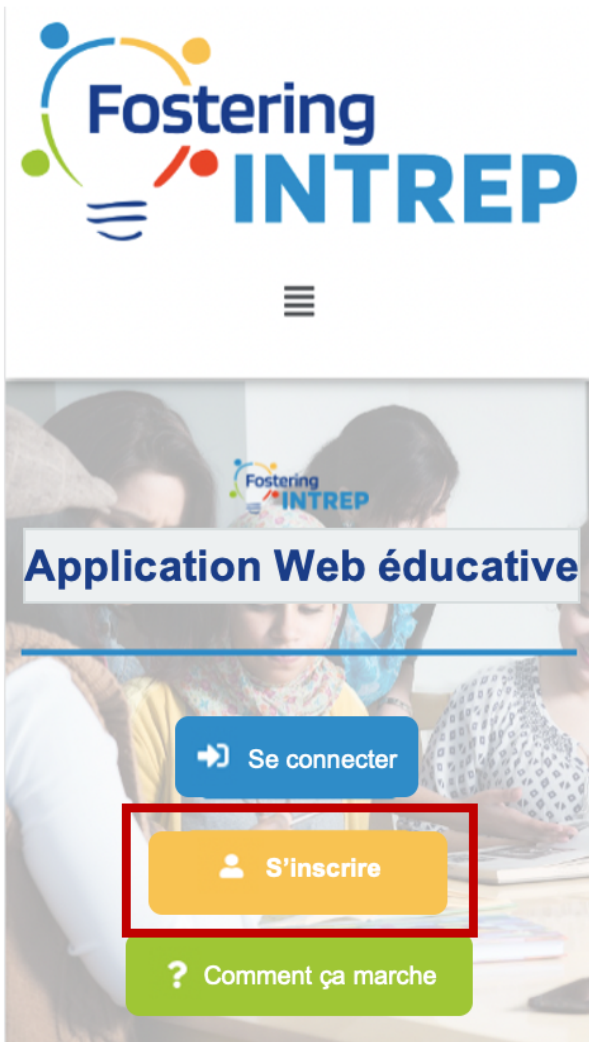 Fostering
INTREP
Fostering
INTREP
Application Web éducative
Se connecter
S'inscrire
? Comment ça marche